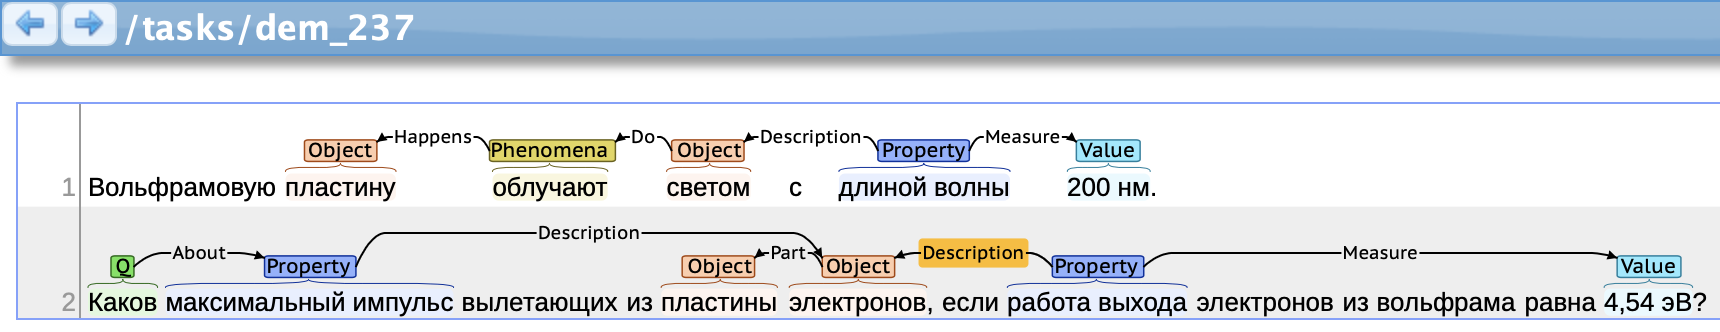 /tasks/dem_237
Happens Do Description Measure
Object Phenomena Object Property Value
1 Вольфрамовую пластину облучают светом с длиной волны 200 нм.
Description
About Part Description Measure
Q Property Object Object Property Value
2 Каков максимальный импульс вылетающих из пластины электронов, если работа выхода электронов из вольфрама равна 4,54 эВ?